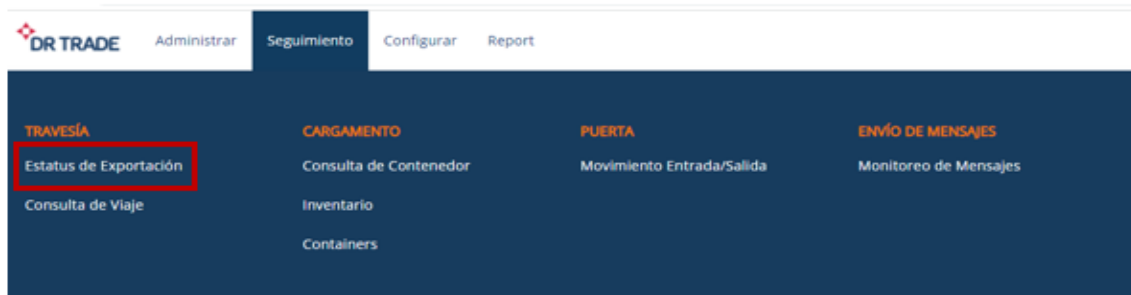 DR TRADE Administrar Seguimiento Configurar Report
TRAVESÍA CARGAMENTO PUERTA ENVÍO DE MENSAJES
Estatus de Exportación Consulta de Contenedor Movimiento Entrada/Salida Monitoreo de Mensajes
Consulta de Viaje Inventario
Containers